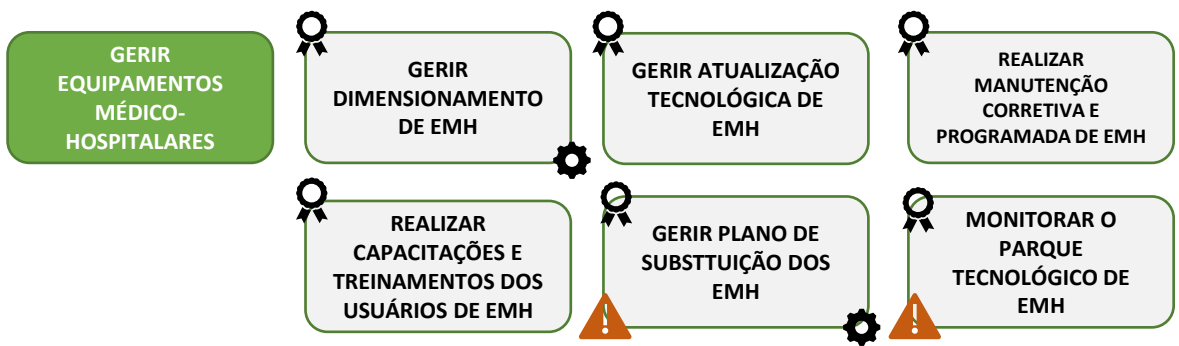 GERIR
EQUIPAMENTOS
MÉDICO-
HOSPITALARES
GERIR
DIMENSIONAMENTO
DE EMH
GERIR ATUALIZAÇÃO
TECNOLÓGICA DE
EMH
REALIZAR
MANUTENÇÃO
CORRETIVA E
PROGRAMADA DE EMH
REALIZAR
CAPACITAÇÕES E
TREINAMENTOS DOS
USUÁRIOS DE EMH
GERIR PLANO DE
SUBSTTUIÇÃO DOS
EMH
MONITORAR O
PARQUE
TECNOLÓGICO DE
EMH